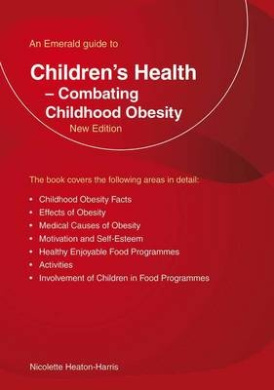 An Emerald guide to
Children's Health
– Combating
Childhood Obesity
New Edition
The book covers the following areas in detail:
• Childhood Obesity Facts
• Effects of Obesity
• Medical Causes of Obesity
• Motivation and Self-Esteem
• Healthy Enjoyable Food Programmes
• Activities
• Involvement of Children in Food Programmes
Nicolette Heaton-Harris